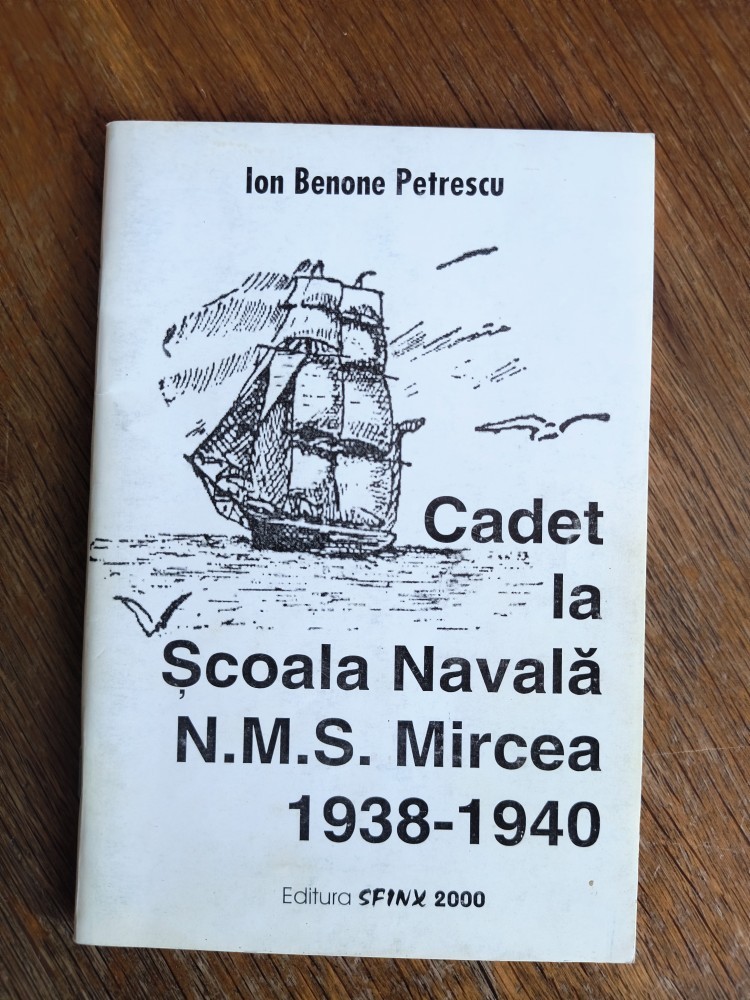 Ion Benone Petrescu
Cadet
la
Școala Navală
N.M.S. Mircea
1938-1940
Editura SFINX 2000